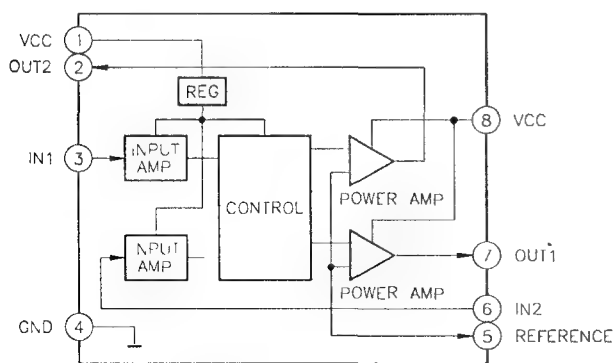 VCC 1
OUT2 2
REG
8 VCC
IN1 3
INPUT AMP
CONTROL
POWER AMP
INPUT AMP
7 OUT1
POWER AMP
6 IN2
GND 4
5 REFERENCE